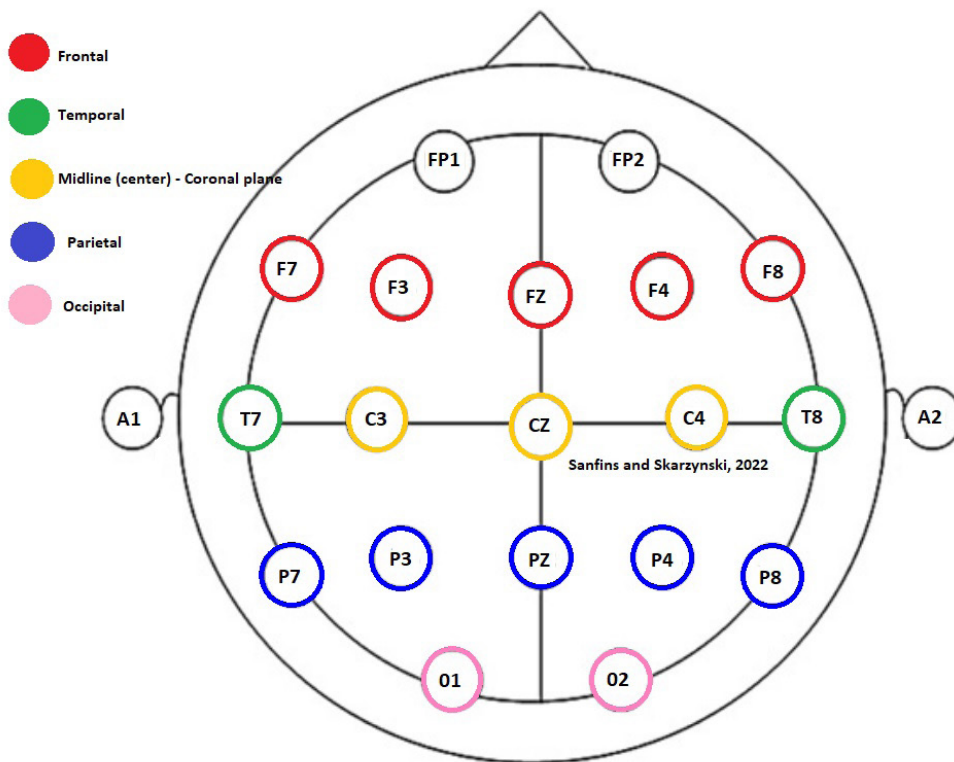 Frontal
Temporal
Midline (center) - Coronal plane
Parietal
Occipital
FP1 FP2
F7 F3 FZ F4 F8
A1 T7 C3 CZ C4 T8 A2
Sanfins and Skarzynski, 2022
P7 P3 PZ P4 P8
01 02